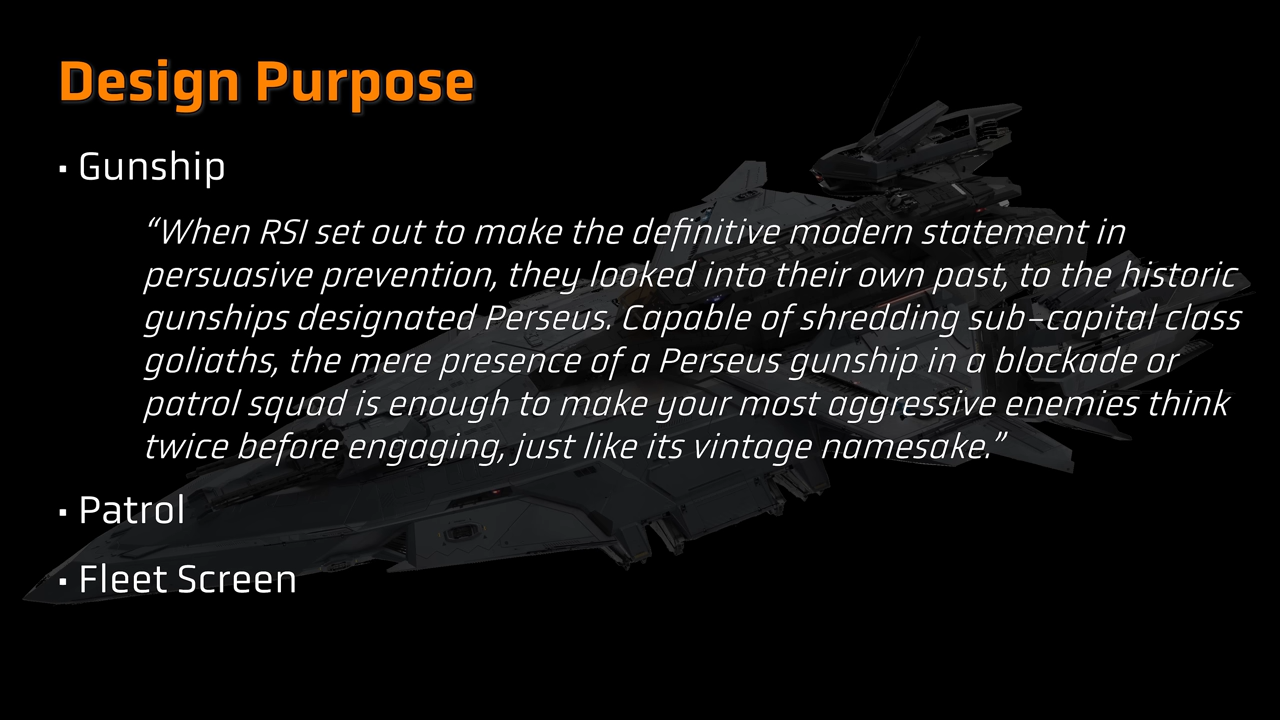 Design Purpose
▪ Gunship
“When RSI set out to make the definitive modern statement in
persuasive prevention, they looked into their own past, to the historic
gunships designated Perseus. Capable of shredding sub-capital class
goliaths, the mere presence of a Perseus gunship in a blockade or
patrol squad is enough to make your most aggressive enemies think
twice before engaging, just like its vintage namesake.”
▪ Patrol
▪ Fleet Screen